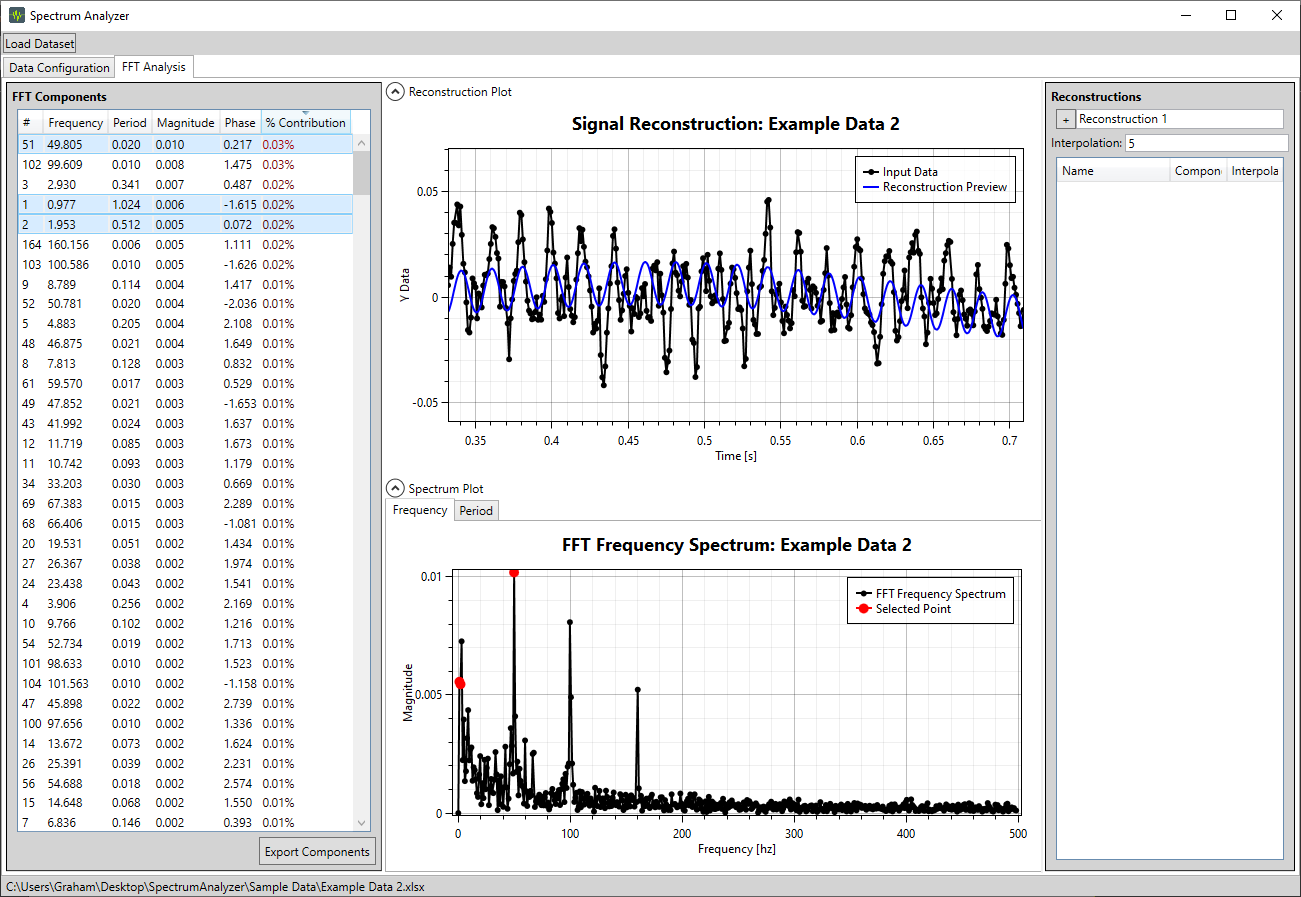 Spectrum Analyzer
Load Dataset
Data Configuration FFT Analysis
FFT Components
# Frequency Period Magnitude Phase % Contribution
51 49.805 0.020 0.010 0.217 0.03%
102 99.609 0.010 0.008 1.475 0.03%
3 2.930 0.341 0.007 0.487 0.02%
1 0.977 1.024 0.006 -1.615 0.02%
2 1.953 0.512 0.005 0.072 0.02%
164 160.156 0.006 0.005 1.111 0.02%
103 100.586 0.010 0.005 -1.626 0.02%
9 8.789 0.114 0.004 1.417 0.01%
52 50.781 0.020 0.004 -2.036 0.01%
5 4.883 0.205 0.004 2.108 0.01%
48 46.875 0.021 0.004 1.649 0.01%
8 7.813 0.128 0.003 0.832 0.01%
61 59.570 0.017 0.003 0.529 0.01%
49 47.852 0.021 0.003 -1.653 0.01%
43 41.992 0.024 0.003 1.637 0.01%
12 11.719 0.085 0.003 1.673 0.01%
11 10.742 0.093 0.003 1.179 0.01%
34 33.203 0.030 0.003 0.669 0.01%
69 67.383 0.015 0.003 2.289 0.01%
68 66.406 0.015 0.003 -1.081 0.01%
20 19.531 0.051 0.002 1.434 0.01%
27 26.367 0.038 0.002 1.974 0.01%
24 23.438 0.043 0.002 1.541 0.01%
4 3.906 0.256 0.002 2.169 0.01%
10 9.766 0.102 0.002 1.216 0.01%
54 52.734 0.019 0.002 1.713 0.01%
101 98.633 0.010 0.002 1.523 0.01%
104 101.563 0.010 0.002 -1.158 0.01%
47 45.898 0.022 0.002 2.739 0.01%
100 97.656 0.010 0.002 1.336 0.01%
14 13.672 0.073 0.002 1.624 0.01%
26 25.391 0.039 0.002 2.231 0.01%
56 54.688 0.018 0.002 2.574 0.01%
15 14.648 0.068 0.002 1.550 0.01%
7 6.836 0.146 0.002 0.393 0.01%
Export Components
Reconstruction Plot
Signal Reconstruction: Example Data 2
Input Data
Reconstruction Preview
Y Data
0.05
0
-0.05
0.35 0.4 0.45 0.5 0.55 0.6 0.65 0.7
Time [s]
Spectrum Plot
Frequency Period
FFT Frequency Spectrum: Example Data 2
FFT Frequency Spectrum
Selected Point
Magnitude
0.01
0.005
0
0 100 200 300 400 500
Frequency [hz]
Reconstructions
+ Reconstruction 1
Interpolation: 5
Name Compon Interpola
C:\Users\Graham\Desktop\SpectrumAnalyzer\Sample Data\Example Data 2.xlsx